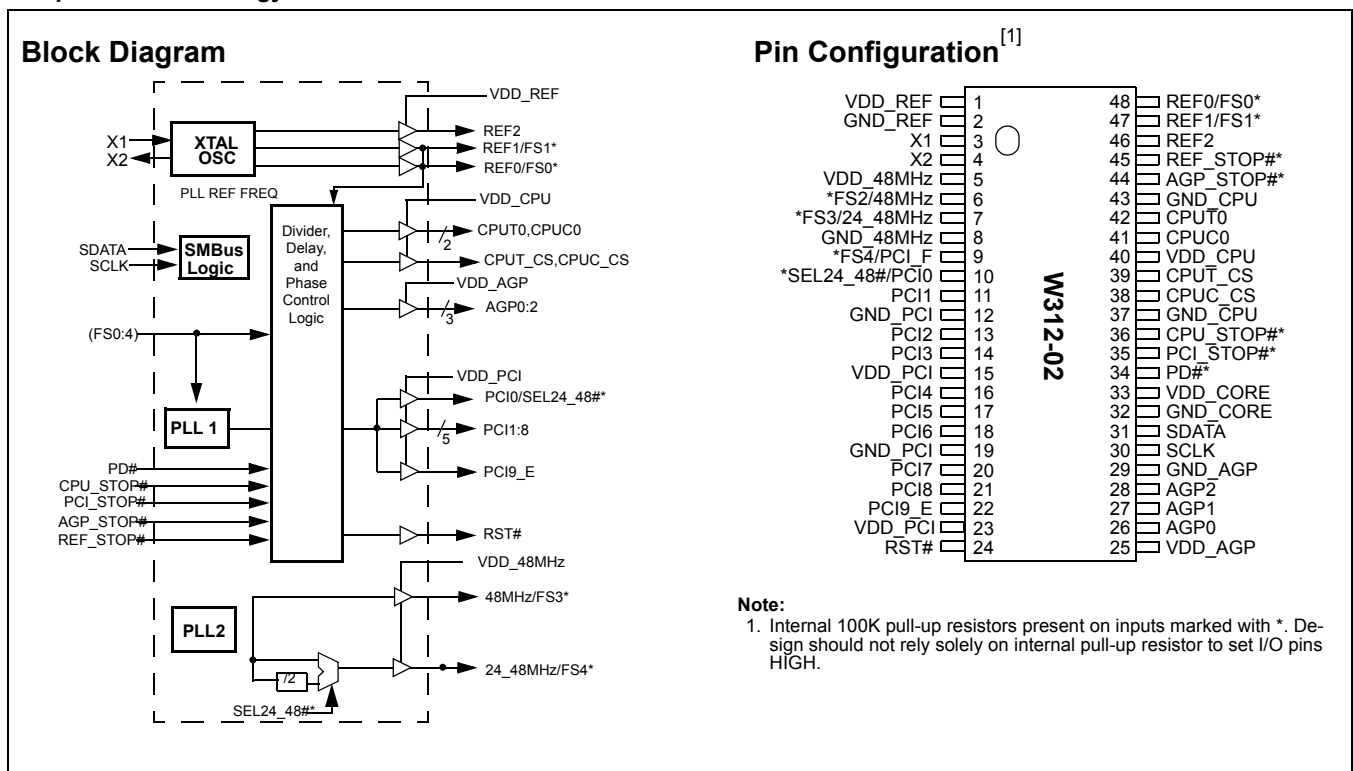 Block Diagram
VDD_REF
REF2
X1
X2
XTAL
OSC
REF1/FS1*
REF0/FS0*
PLL REF FREQ
VDD_CPU
Divider,
Delay,
and
Phase
Control
Logic
2
CPUT0,CPUC0
SDATA
SCLK
SMBus
Logic
CPUT_CS,CPUC_CS
VDD_AGP
3
AGP0:2
(FS0:4)
VDD_PCI
PCI0/SEL24_48#*
PLL 1
5
PCI1:8
PD#
PCI9_E
CPU_STOP#
PCI_STOP#
AGP_STOP#
REF_STOP#
RST#
VDD_48MHz
48MHz/FS3*
PLL2
24_48MHz/FS4*
/2
SEL24_48#*
Pin Configuration[1]
VDD_REF 1 48 REF0/FS0*
GND_REF 2 47 REF1/FS1*
X1 3 46 REF2
X2 4 45 REF_STOP#*
VDD_48MHz 5 44 AGP_STOP#*
*FS2/48MHz 6 43 GND_CPU
*FS3/24_48MHz 7 42 CPUT0
GND_48MHz 8 41 CPUC0
*FS4/PCI_F 9 40 VDD_CPU
*SEL24_48#/PCI0 10 39 CPUT_CS
PCI1 11 38 CPUC_CS
GND_PCI 12 37 GND_CPU
PCI2 13 36 CPU_STOP#*
PCI3 14 35 PCI_STOP#*
VDD_PCI 15 34 PD#*
PCI4 16 33 VDD_CORE
PCI5 17 32 GND_CORE
PCI6 18 31 SDATA
GND_PCI 19 30 SCLK
PCI7 20 29 GND_AGP
PCI8 21 28 AGP2
PCI9_E 22 27 AGP1
VDD_PCI 23 26 AGP0
RST# 24 25 VDD_AGP
W312-02
Note:
1. Internal 100K pull-up resistors present on inputs marked with *. De-
sign should not rely solely on internal pull-up resistor to set I/O pins
HIGH.